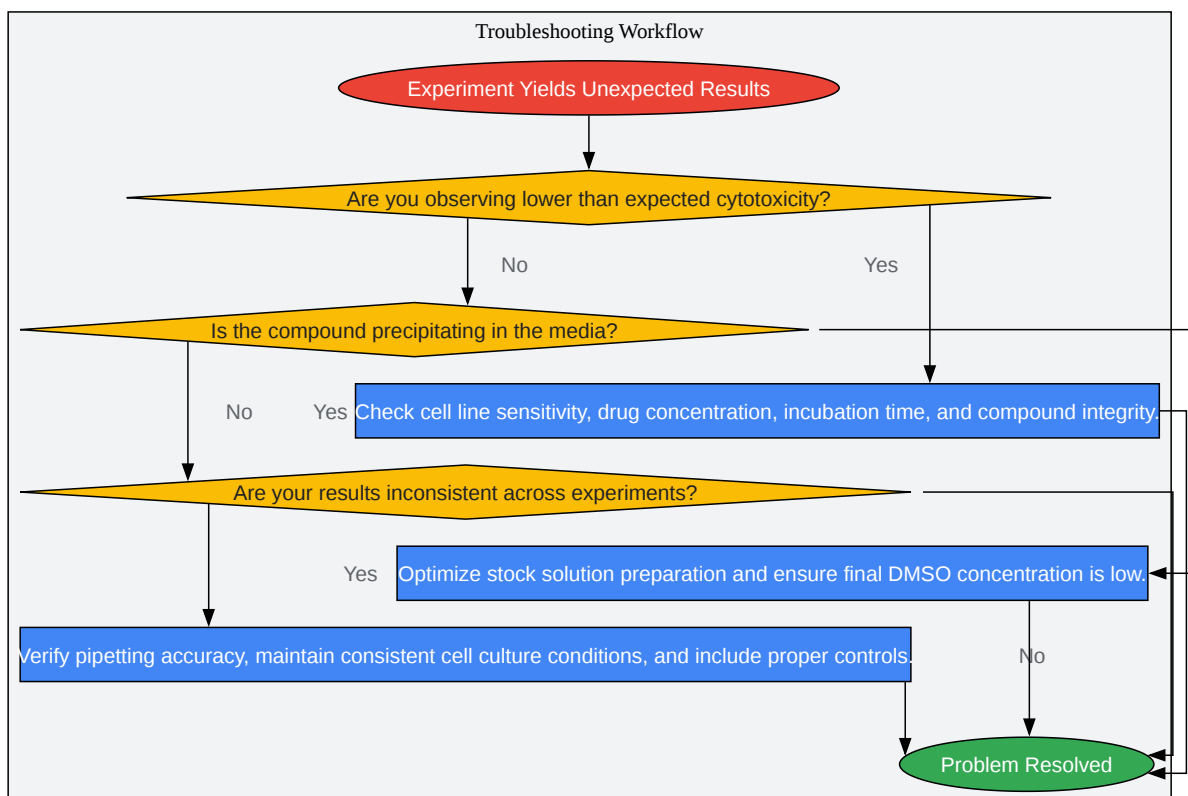 Troubleshooting Workflow
Experiment Yields Unexpected Results
Are you observing lower than expected cytotoxicity?
No
Yes
Is the compound precipitating in the media?
No
Yes
Check cell line sensitivity, drug concentration, incubation time, and compound integrity.
Are your results inconsistent across experiments?
Yes
Optimize stock solution preparation and ensure final DMSO concentration is low.
Verify pipetting accuracy, maintain consistent cell culture conditions, and include proper controls.
No
Problem Resolved